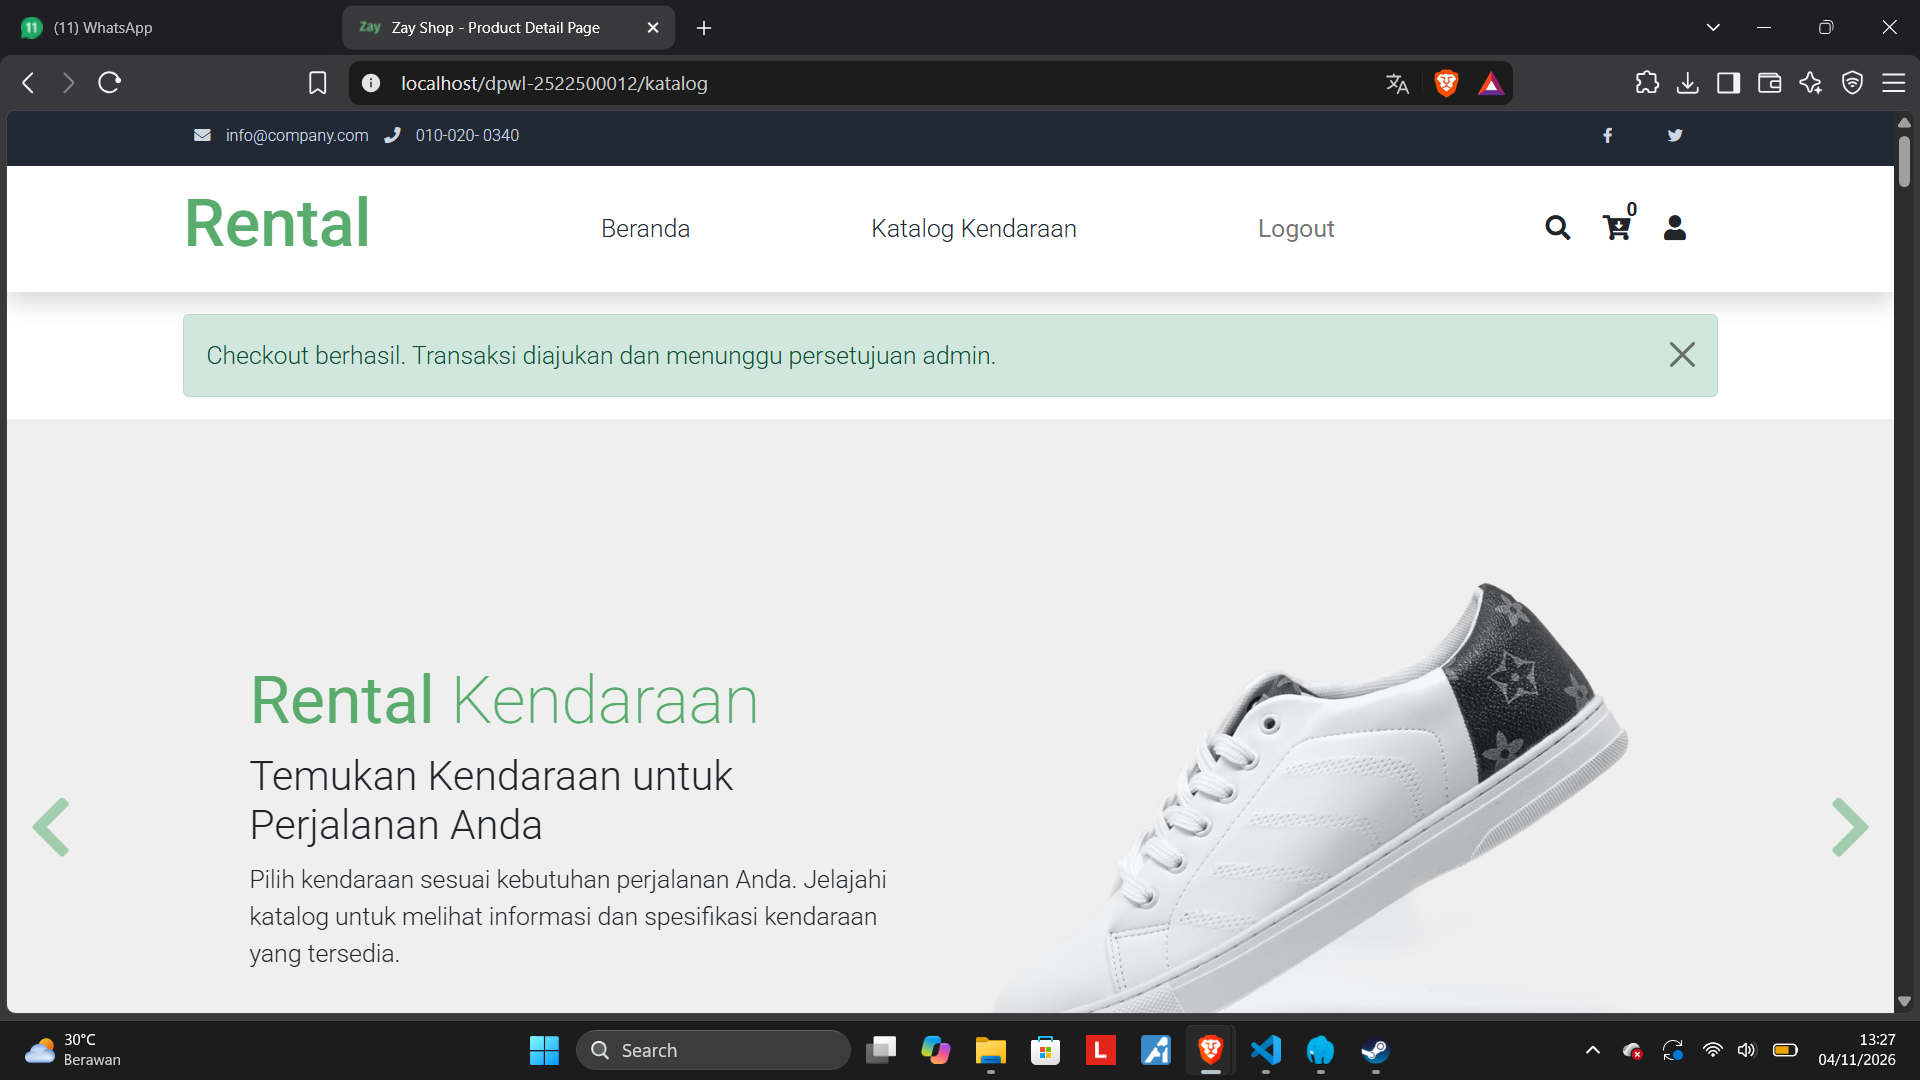 (11) WhatsApp
Zay Zay Shop - Product Detail Page
localhost/dpwl-2522500012/katalog
info@company.com 010-020- 0340
Rental
Beranda
Katalog Kendaraan
Logout
0
Checkout berhasil. Transaksi diajukan dan menunggu persetujuan admin.
Rental Kendaraan
Temukan Kendaraan untuk
Perjalanan Anda
Pilih kendaraan sesuai kebutuhan perjalanan Anda. Jelajahi
katalog untuk melihat informasi dan spesifikasi kendaraan
yang tersedia.
30°C
Berawan
Search
L
13:27
04/11/2026